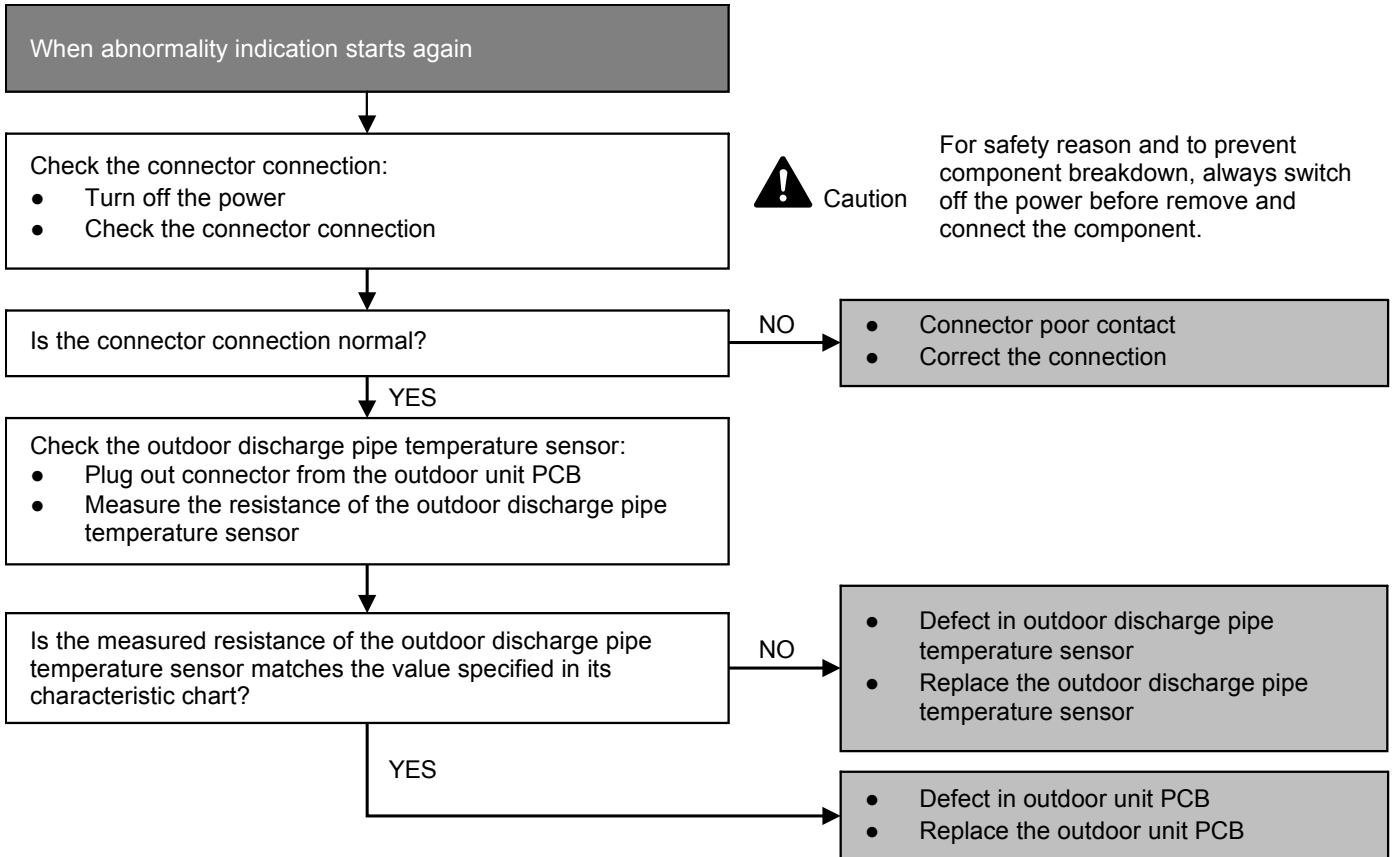 When abnormality indication starts again
Check the connector connection:
● Turn off the power
● Check the connector connection
Caution
For safety reason and to prevent
component breakdown, always switch
off the power before remove and
connect the component.
Is the connector connection normal?
NO
● Connector poor contact
● Correct the connection
YES
Check the outdoor discharge pipe temperature sensor:
● Plug out connector from the outdoor unit PCB
● Measure the resistance of the outdoor discharge pipe
temperature sensor
Is the measured resistance of the outdoor discharge pipe
temperature sensor matches the value specified in its
characteristic chart?
NO
● Defect in outdoor discharge pipe
temperature sensor
● Replace the outdoor discharge pipe
temperature sensor
YES
● Defect in outdoor unit PCB
● Replace the outdoor unit PCB